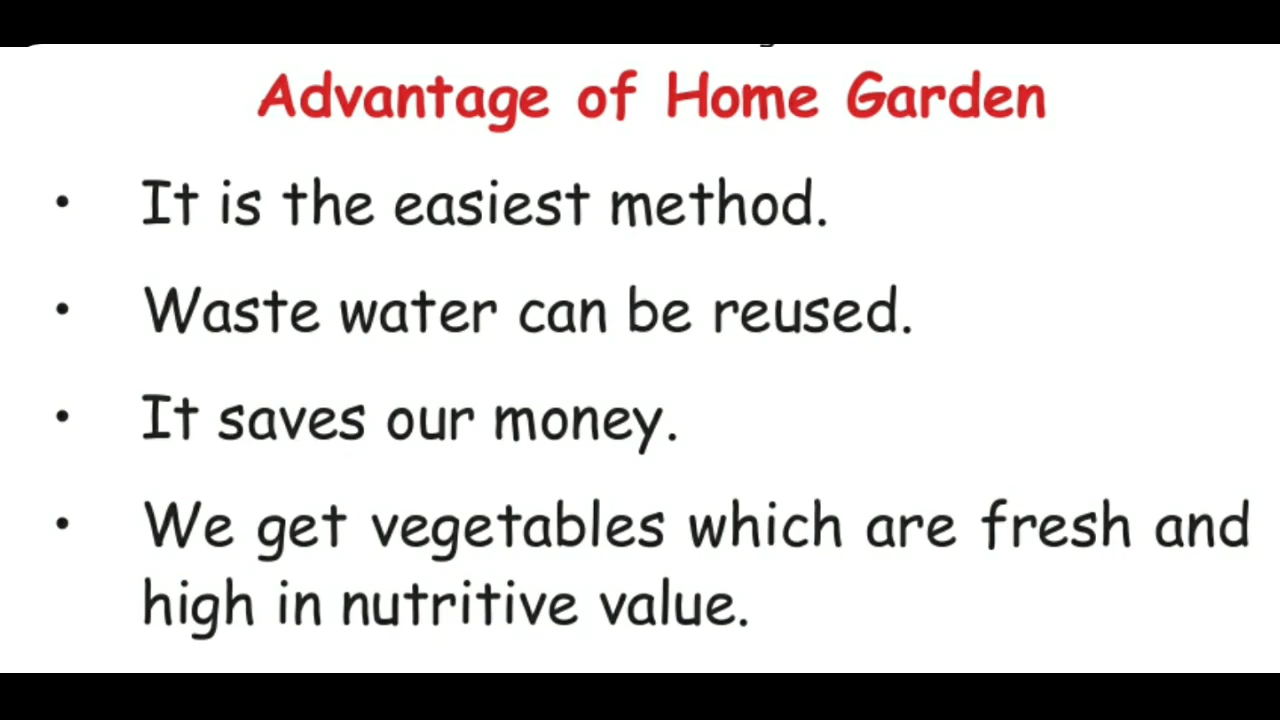 Advantage of Home Garden
• It is the easiest method.
• Waste water can be reused.
• It saves our money.
• We get vegetables which are fresh and
high in nutritive value.